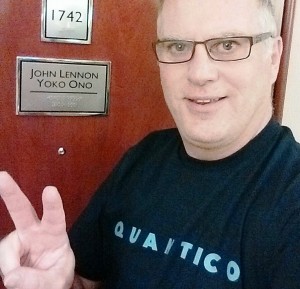 1742
JOHN LENNON
YOKO ONO
QUANTICO